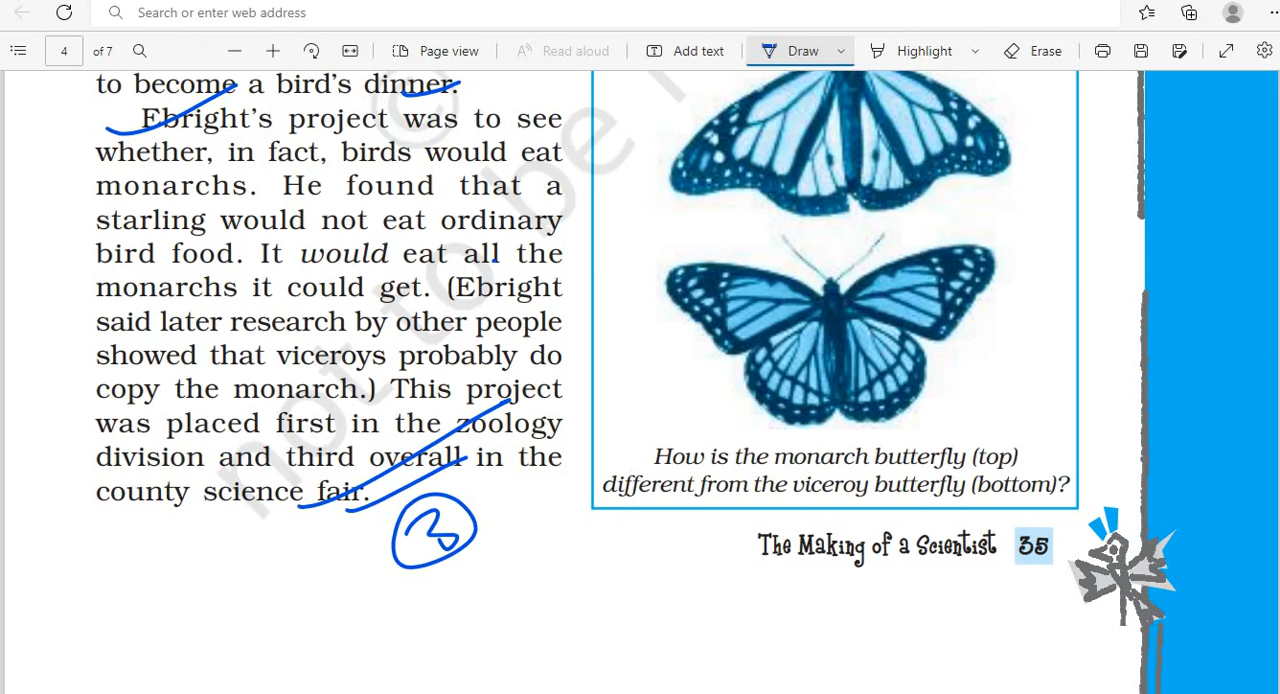 Search or enter web address
4 of 7
Page view
Read aloud
Add text
Draw
Highlight
Erase
to become a bird's dinner.
Ebright's project was to see
whether, in fact, birds would eat
monarchs. He found that a
starling would not eat ordinary
bird food. It would eat all the
monarchs it could get. (Ebright
said later research by other people
showed that viceroys probably do
copy the monarch.) This project
was placed first in the zoology
division and third overall in the
county science fair.
How is the monarch butterfly (top)
different from the viceroy butterfly (bottom)?
The Making of a Scientist 35
not to be
©